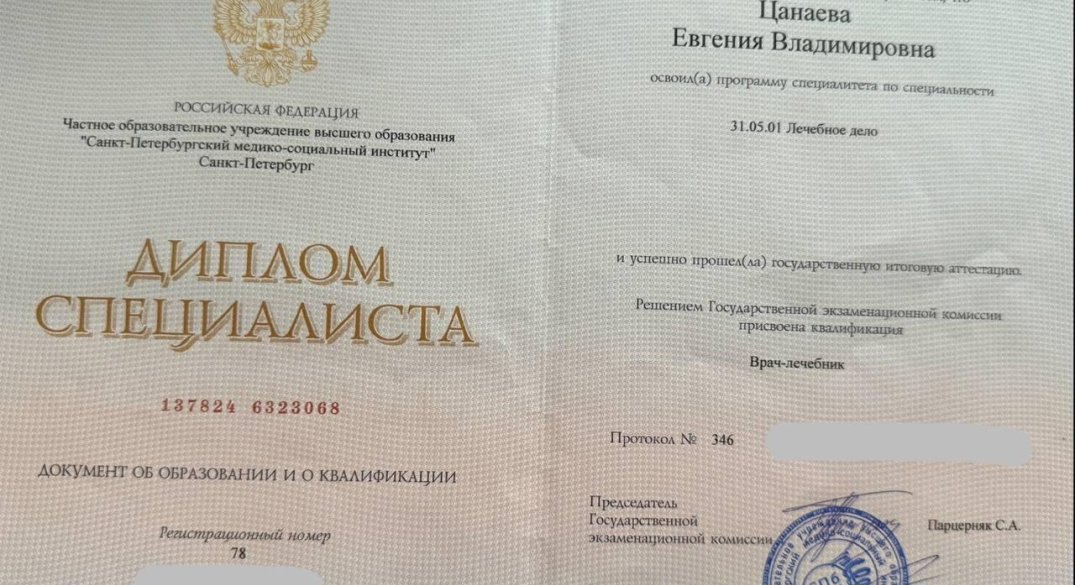 РОССИЙСКАЯ ФЕДЕРАЦИЯ
Частное образовательное учреждение высшего образования
"Санкт-Петербургский медико-социальный институт"
Санкт-Петербург
ДИПЛОМ
СПЕЦИАЛИСТА
137824 6323068
ДОКУМЕНТ ОБ ОБРАЗОВАНИИ И О КВАЛИФИКАЦИИ
Регистрационный номер
78
Цанаева
Евгения Владимировна
освоил(а) программу специалитета по специальности
31.05.01 Лечебное дело
и успешно прошел(ла) государственную итоговую аттестацию.
Решением Государственной экзаменационной комиссии
присвоена квалификация
Врач-лечебник
Протокол № 346
Председатель
Государственной
экзаменационной комиссии
Парцерняк С.А.